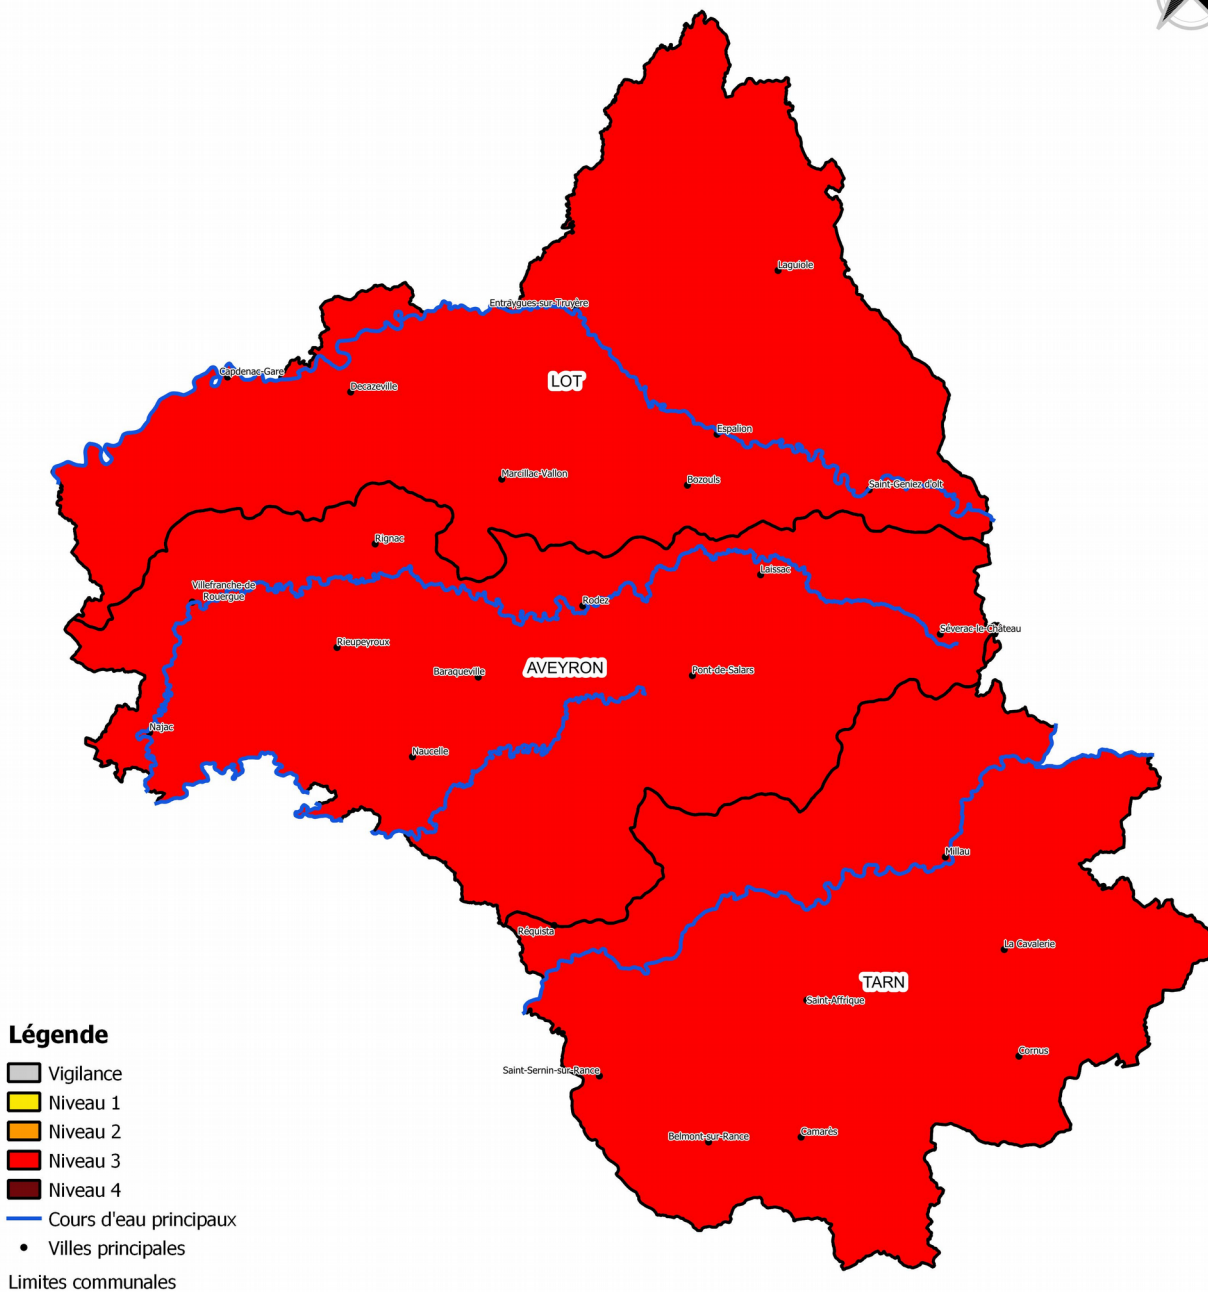 Laguiole
Entraygues-sur-Truyère
Capdenac-Gare
Decazeville
LOT
Espalion
Marcillac-Vallon
Bozouls
Saint-Geniez d'olt
Rignac
Laissac
Villefranche-de
Rouergue
Rodez
Séverac-le-Château
Rieupeyroux
Baraqueville
AVEYRON
Pont-de-Salars
Najac
Naucelle
Millau
Réquista
La Cavalerie
TARN
Saint-Affrique
Cornus
Saint-Sernin-sur-Rance
Belmont-sur-Rance
Camarès
Légende
Vigilance
Niveau 1
Niveau 2
Niveau 3
Niveau 4
Cours d'eau principaux
Villes principales
Limites communales